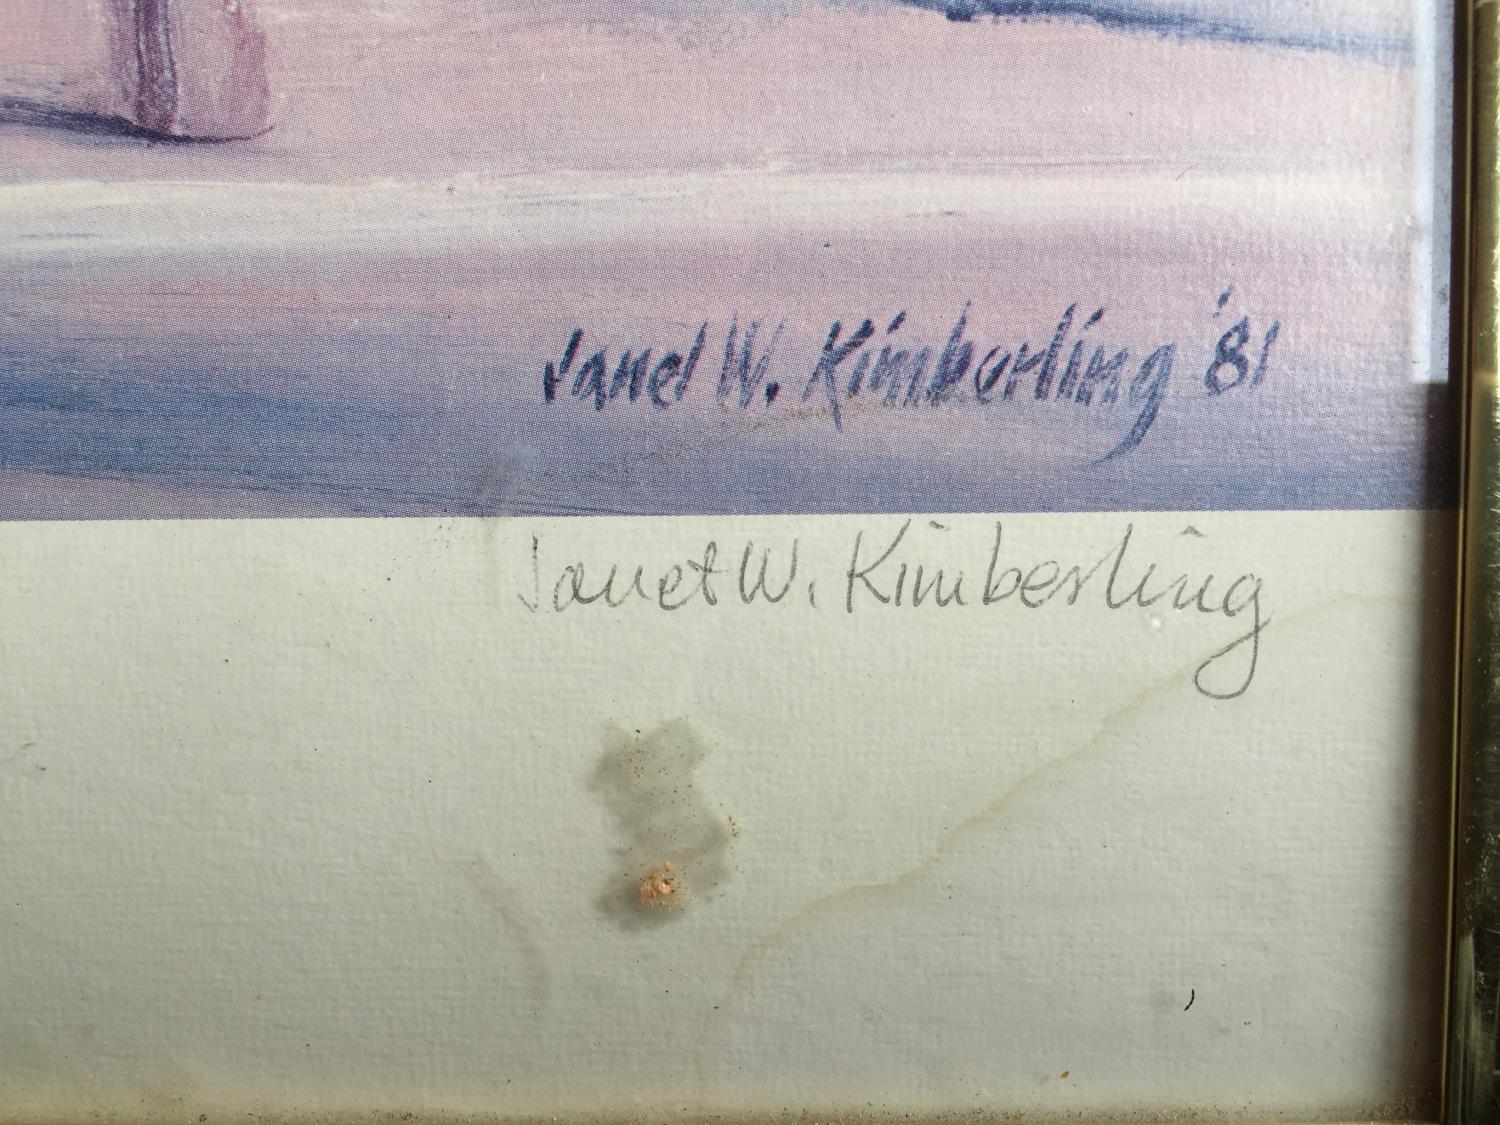 Janet W. Kimberling '81
Janet W. Kimberling